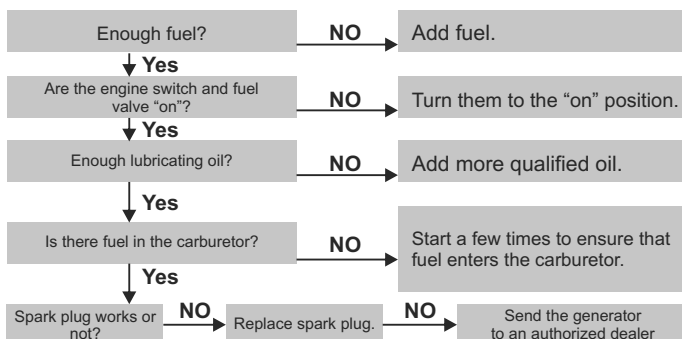 Enough fuel?
NO
Add fuel.
Yes
Are the engine switch and fuel
valve “on”?
NO
Turn them to the “on” position.
Yes
Enough lubricating oil?
NO
Add more qualified oil.
Yes
Is there fuel in the carburetor?
NO
Start a few times to ensure that
fuel enters the carburetor.
Yes
Spark plug works or
not?
NO
Replace spark plug.
NO
Send the generator
to an authorized dealer